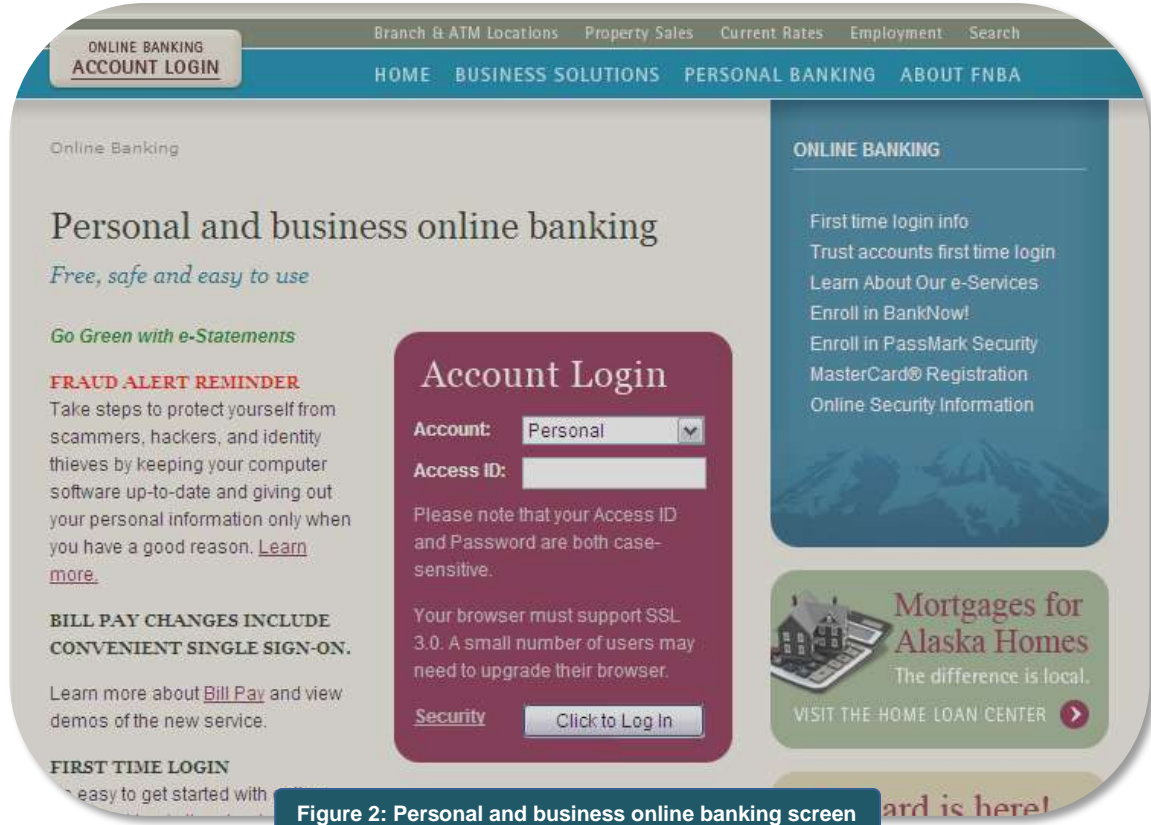 ONLINE BANKING
ACCOUNT LOGIN
Branch & ATM Locations Property Sales Current Rates Employment Search
HOME BUSINESS SOLUTIONS PERSONAL BANKING ABOUT FNBA
Online Banking
Personal and business online banking
Free, safe and easy to use
Go Green with e-Statements
FRAUD ALERT REMINDER
Take steps to protect yourself from
scammers, hackers, and identity
thieves by keeping your computer
software up-to-date and giving out
your personal information only when
you have a good reason. Learn
more.
BILL PAY CHANGES INCLUDE
CONVENIENT SINGLE SIGN-ON.
Learn more about Bill Pay and view
demos of the new service.
FIRST TIME LOGIN
easy to get started with
Account Login
Account: Personal
Access ID:
Please note that your Access ID
and Password are both case-
sensitive.
Your browser must support SSL
3.0. A small number of users may
need to upgrade their browser.
Security Click to Log In
ONLINE BANKING
First time login info
Trust accounts first time login
Learn About Our e-Services
Enroll in BankNow!
Enroll in PassMark Security
MasterCard® Registration
Online Security Information
Mortgages for
Alaska Homes
The difference is local.
VISIT THE HOME LOAN CENTER
is here!
Figure 2: Personal and business online banking screen